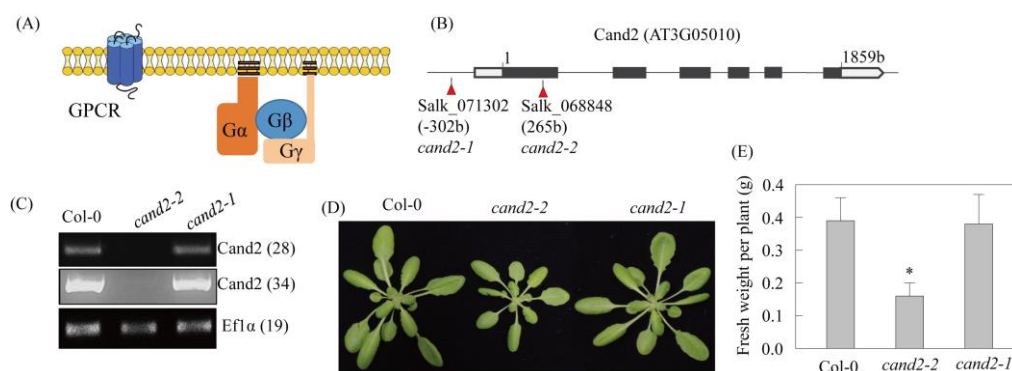 (A)
GPCR
Gα
Gβ
Gγ
(B)
Cand2 (AT3G05010)
1
1859b
Salk_071302
(-302b)
cand2-1
Salk_068848
(265b)
cand2-2
(C)
Col-0
cand2-2
cand2-1
Cand2 (28)
Cand2 (34)
Ef1α (19)
(D)
Col-0
cand2-2
cand2-1
(E)
Fresh weight per plant (g)
0.4
0.4
0.3
0.2
0.1
0.0
*
Col-0
cand2-2
cand2-1